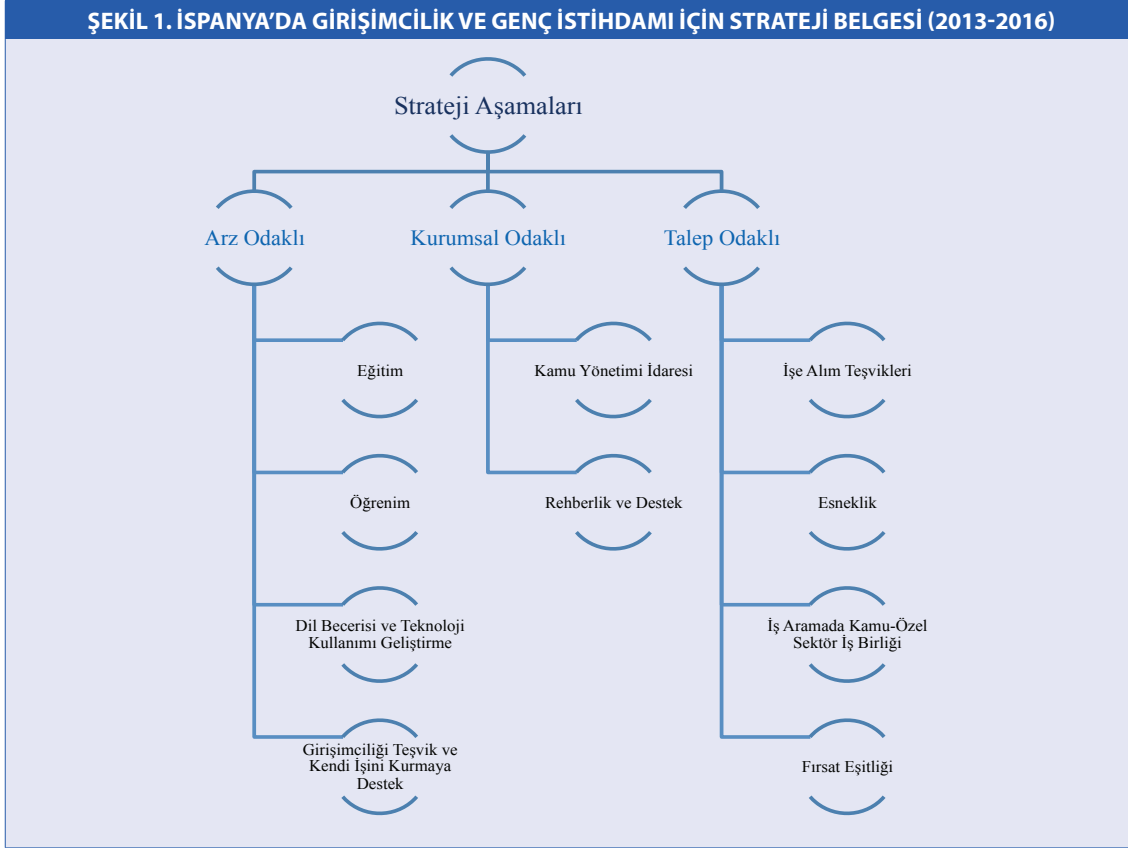 ŞEKİL 1. İSPANYA'DA GİRİŞİMCİLİK VE GENÇ İSTİHDAMI İÇİN STRATEJİ BELGESİ (2013-2016)
Strateji Aşamaları
Arz Odaklı
Kurumsal Odaklı
Talep Odaklı
Eğitim
Kamu Yönetimi İdaresi
İşe Alım Teşvikleri
Öğrenim
Rehberlik ve Destek
Esneklik
Dil Becerisi ve Teknoloji
Kullanımı Geliştirme
İş Aramada Kamu-Özel
Sektör İş Birliği
Girişimciliği Teşvik ve
Kendi İşini Kurmaya
Destek
Fırsat Eşitliği